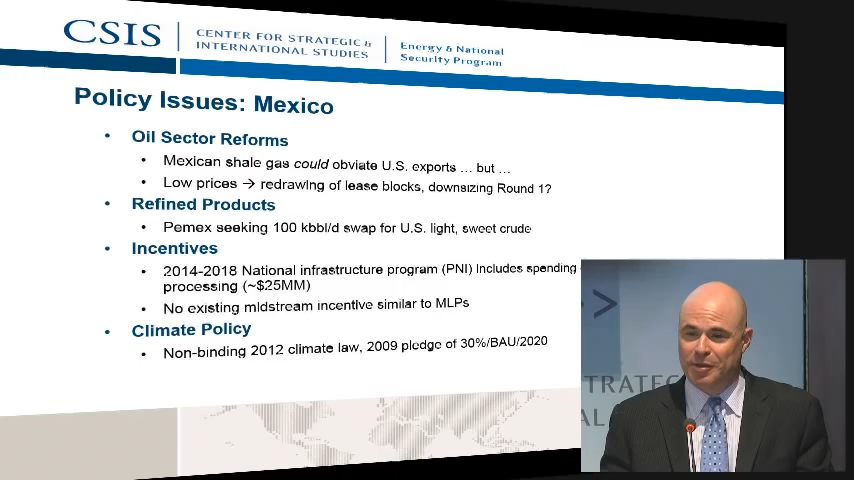 CSIS
CENTER FOR STRATEGIC &
INTERNATIONAL STUDIES
Energy & National
Security Program
Policy Issues: Mexico
• Oil Sector Reforms
• Mexican shale gas could obviate U.S. exports … but …
• Low prices → redrawing of lease blocks, downsizing Round 1?
• Refined Products
• Pemex seeking 100 kbbl/d swap for U.S. light, sweet crude
• Incentives
• 2014-2018 National infrastructure program (PNI) Includes spending
processing (~$25MM)
• No existing midstream incentive similar to MLPs
• Climate Policy
• Non-binding 2012 climate law, 2009 pledge of 30%/BAU/2020
>
TRATEG
AL